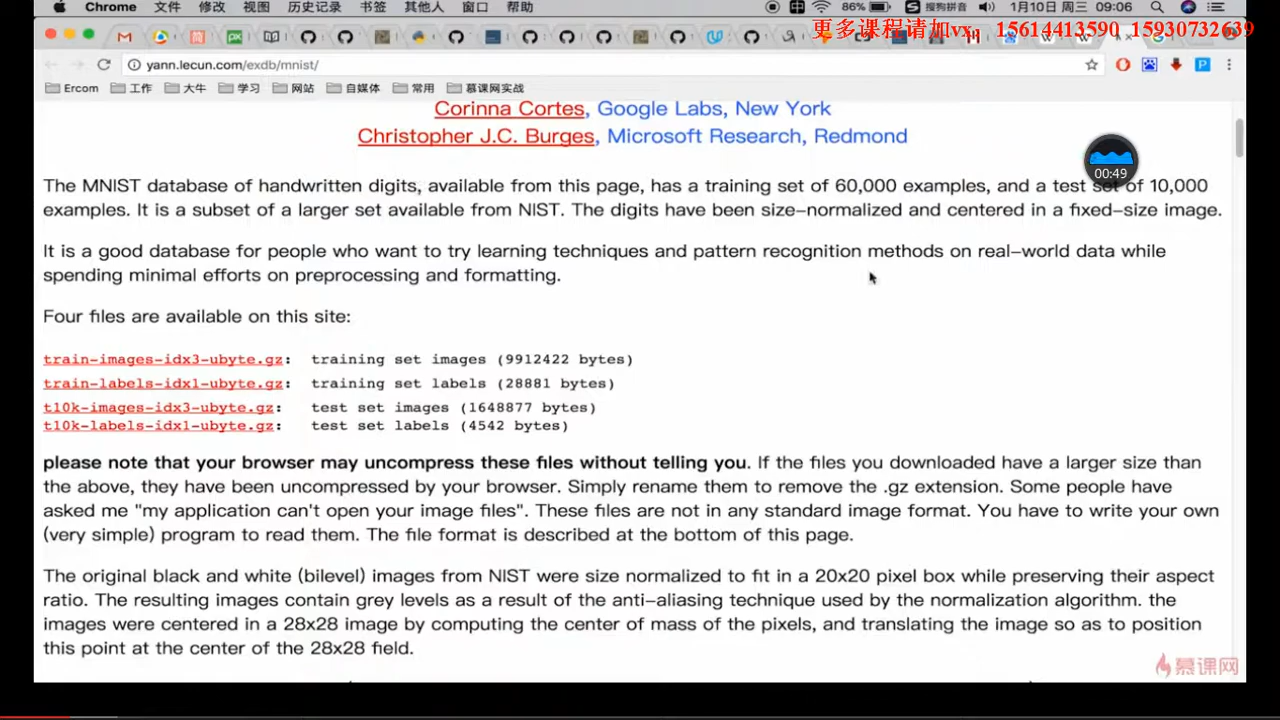 Chrome 文件 修改 视图 历史记录 书签 其他人 窗口 帮助 86% 搜狗拼音 1月10日 周三 09:06
更多课程请加vx, 15614413590 15930732639
yann.lecun.com/exdb/mnist/
Ercom 工作 大牛 学习 网站 自媒体 常用 慕课网实战
Corinna Cortes, Google Labs, New York
Christopher J.C. Burges, Microsoft Research, Redmond
00:49
The MNIST database of handwritten digits, available from this page, has a training set of 60,000 examples, and a test set of 10,000
examples. It is a subset of a larger set available from NIST. The digits have been size-normalized and centered in a fixed-size image.
It is a good database for people who want to try learning techniques and pattern recognition methods on real-world data while
spending minimal efforts on preprocessing and formatting.
Four files are available on this site:
train-images-idx3-ubyte.gz: training set images (9912422 bytes)
train-labels-idx1-ubyte.gz: training set labels (28881 bytes)
t10k-images-idx3-ubyte.gz: test set images (1648877 bytes)
t10k-labels-idx1-ubyte.gz: test set labels (4542 bytes)
please note that your browser may uncompress these files without telling you. If the files you downloaded have a larger size than
the above, they have been uncompressed by your browser. Simply rename them to remove the .gz extension. Some people have
asked me "my application can't open your image files". These files are not in any standard image format. You have to write your own
(very simple) program to read them. The file format is described at the bottom of this page.
The original black and white (bilevel) images from NIST were size normalized to fit in a 20x20 pixel box while preserving their aspect
ratio. The resulting images contain grey levels as a result of the anti-aliasing technique used by the normalization algorithm. the
images were centered in a 28x28 image by computing the center of mass of the pixels, and translating the image so as to position
this point at the center of the 28x28 field.
慕课网